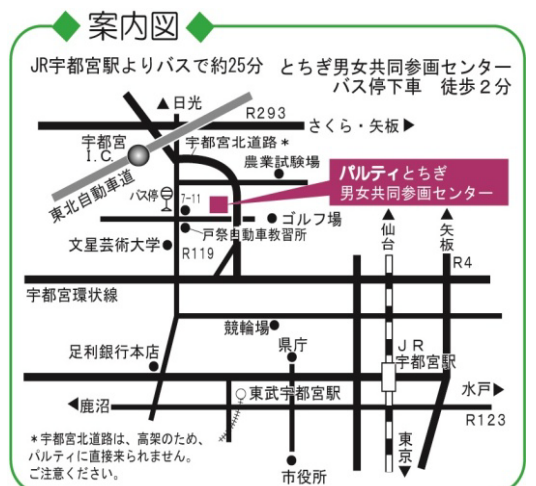 案内図
JR宇都宮駅よりバスで約25分 とちぎ男女共同参画センター
バス停下車 徒歩2分
▲日光
R293
さくら・矢板▶
宇都宮
I.C.
宇都宮北道路*
農業試験場
東北自動車道
バス停
7-11
パルティとちぎ
男女共同参画センター
ゴルフ場
戸祭自動車教習所
文星芸術大学
R119
仙台
矢板
R4
宇都宮環状線
競輪場
足利銀行本店
県庁
JR
宇都宮駅
東武宇都宮駅
水戸▶
◀鹿沼
R123
*宇都宮北道路は、高架のため、
パルティに直接来られません。
ご注意ください。
市役所
東京